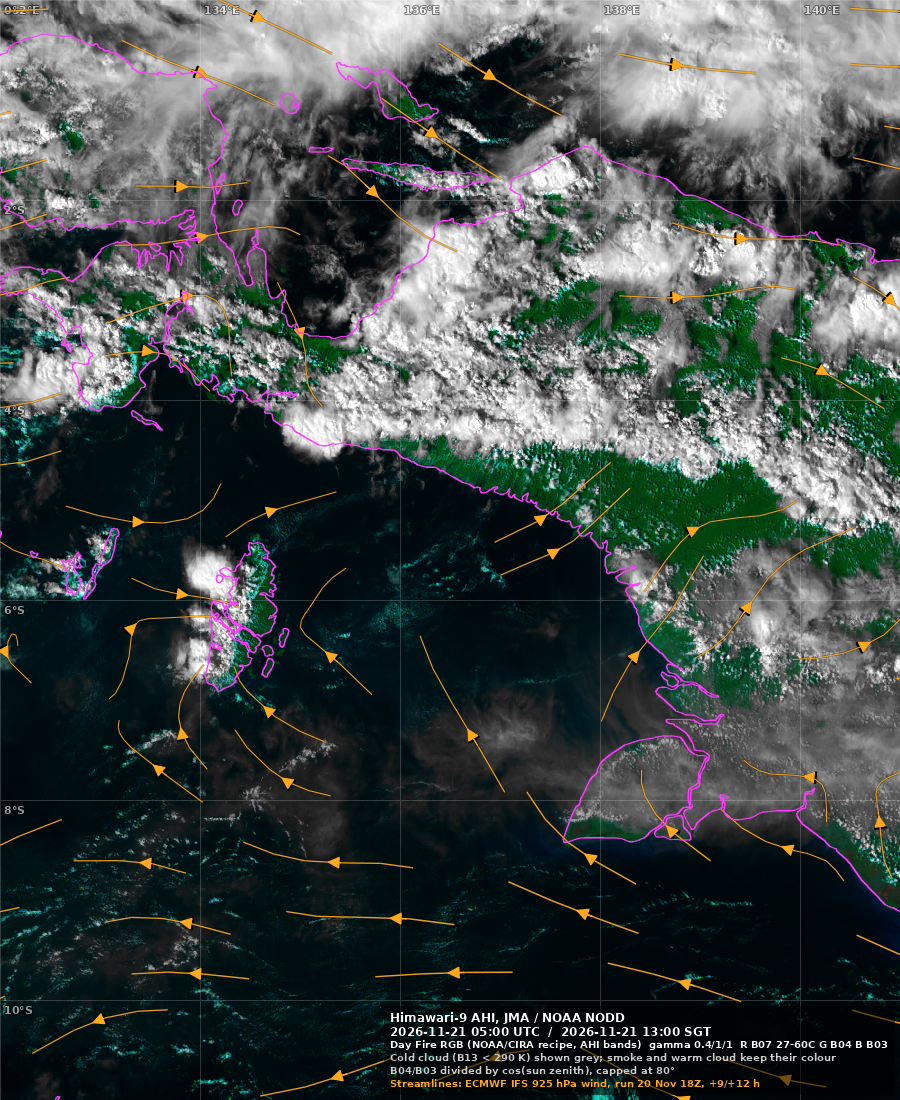 0°
132°E
134°E
136°E
138°E
140°E
2°S
4°S
6°S
8°S
10°S
Himawari-9 AHI, JMA / NOAA NODD
2026-11-21 05:00 UTC / 2026-11-21 13:00 SGT
Day Fire RGB (NOAA/CIRA recipe, AHI bands) gamma 0.4/1/1 R B07 27-60C G B04 B B03
Cold cloud (B13 < 290 K) shown grey; smoke and warm cloud keep their colour
B04/B03 divided by cos(sun zenith), capped at 80°
Streamlines: ECMWF IFS 925 hPa wind, run 20 Nov 18Z, +9/+12 h